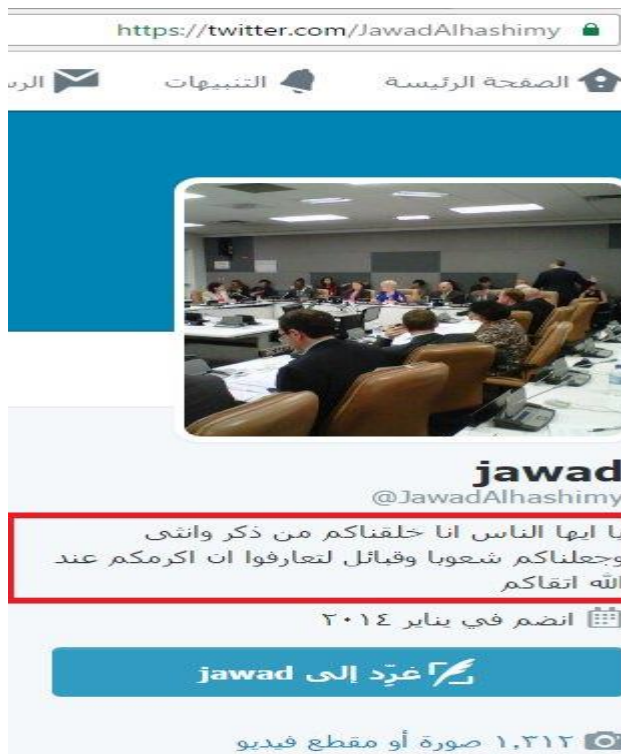 https://twitter.com/JawadAlhashimy
الصفحة الرئيسة التنبيهات الرس
jawad
@JawadAlhashimy
يا ايها الناس انا خلقناكم من ذكر وانثى
وجعلناكم شعوبا وقبائل لتعارفوا ان اكرمكم عند
الله اتقاكم
انضم في يناير ٢٠١٤
غرِّد إلى jawad
١,٣١٢ صورة أو مقطع فيديو